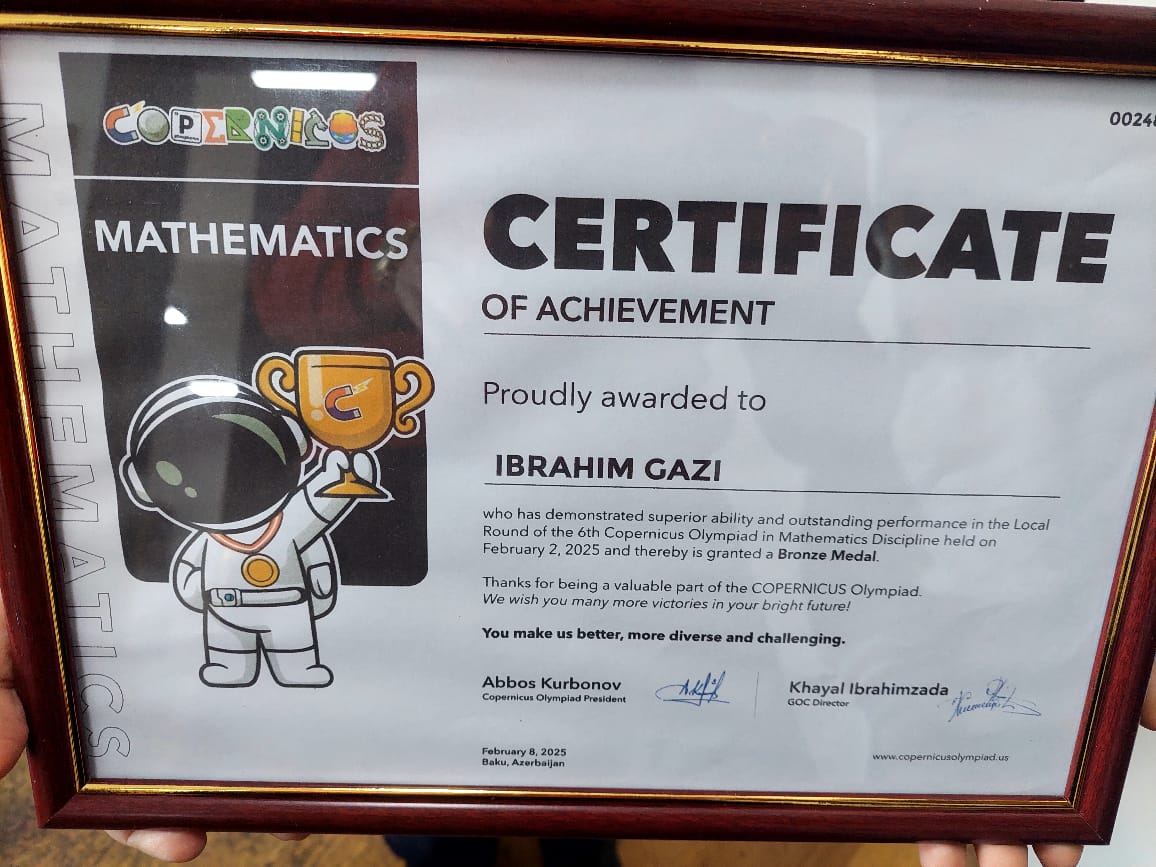 MATHEMATICS
COPERNICUS
MATHEMATICS
CERTIFICATE
OF ACHIEVEMENT
Proudly awarded to
IBRAHIM GAZI
who has demonstrated superior ability and outstanding performance in the Local
Round of the 6th Copernicus Olympiad in Mathematics Discipline held on
February 2, 2025 and thereby is granted a Bronze Medal.
Thanks for being a valuable part of the COPERNICUS Olympiad.
We wish you many more victories in your bright future!
You make us better, more diverse and challenging.
Abbos Kurbonov
Copernicus Olympiad President
Khayal Ibrahimzada
GOC Director
February 8, 2025
Baku, Azerbaijan
www.copernicusolympiad.us